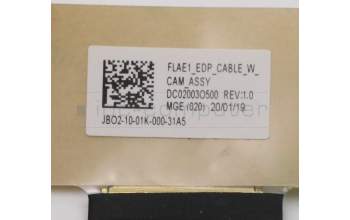 FLAE1_EDP_CABLE_W_
CAM_ASSY
DC02003O500 REV:1.0
MGE (020) 20/01/19
JBO2-10-01K-000-31A5